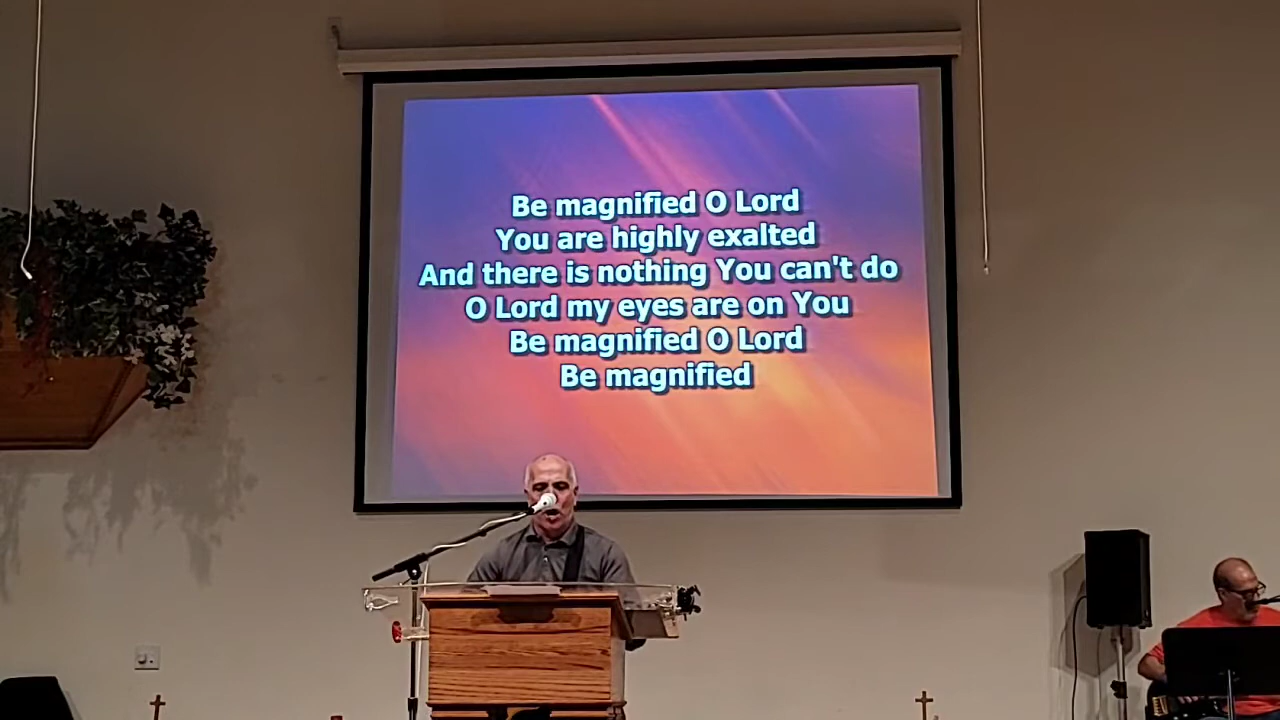 Be magnified O Lord
You are highly exalted
And there is nothing You can't do
O Lord my eyes are on You
Be magnified O Lord
Be magnified